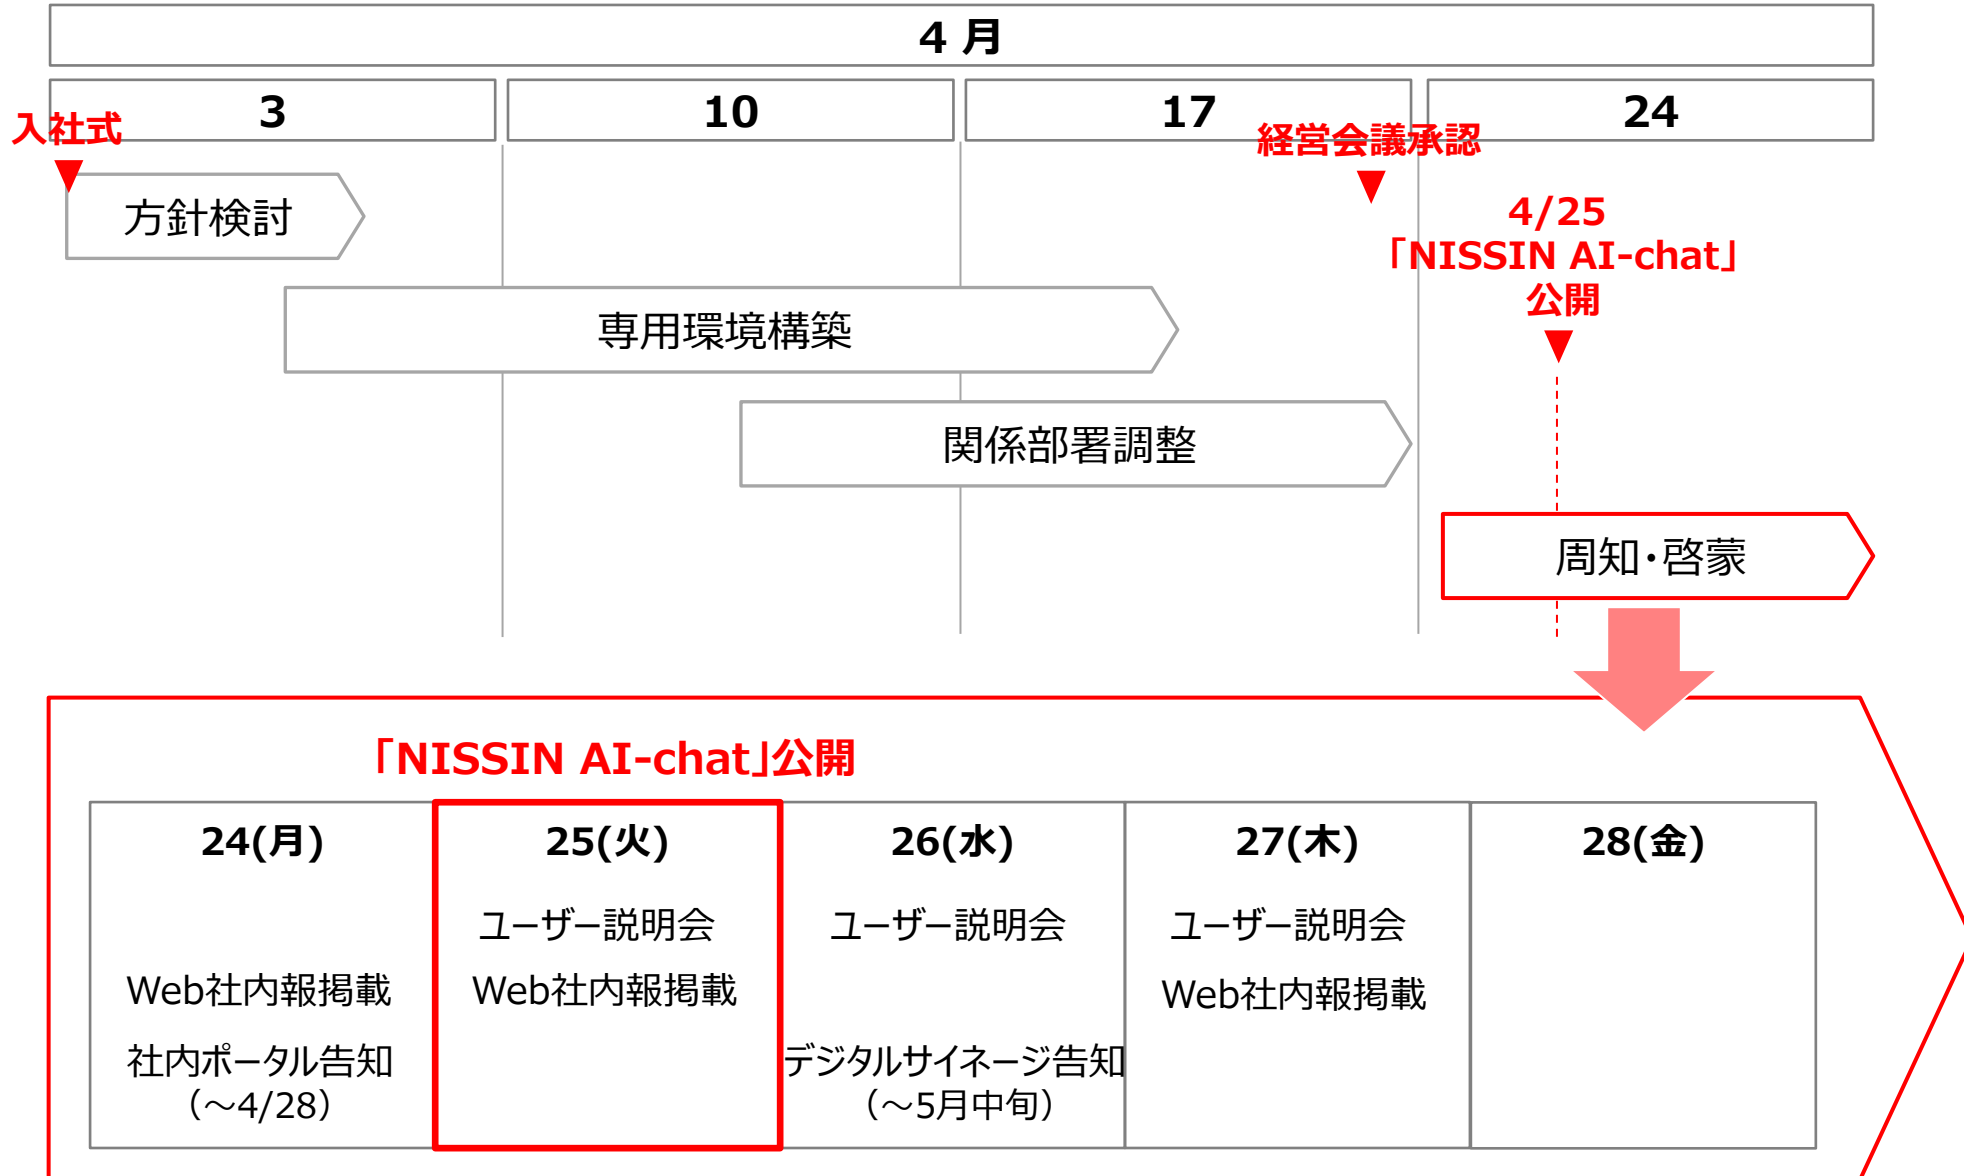 4 月
3
10
17
24
入社式
経営会議承認
方針検討
4/25
「NISSIN AI-chat」
公開
専用環境構築
関係部署調整
周知・啓蒙
「NISSIN AI-chat」公開
24(月)
25(火)
26(水)
27(木)
28(金)
ユーザー説明会
ユーザー説明会
ユーザー説明会
Web社内報掲載
Web社内報掲載
Web社内報掲載
社内ポータル告知
（～4/28）
デジタルサイネージ告知
（～5月中旬）